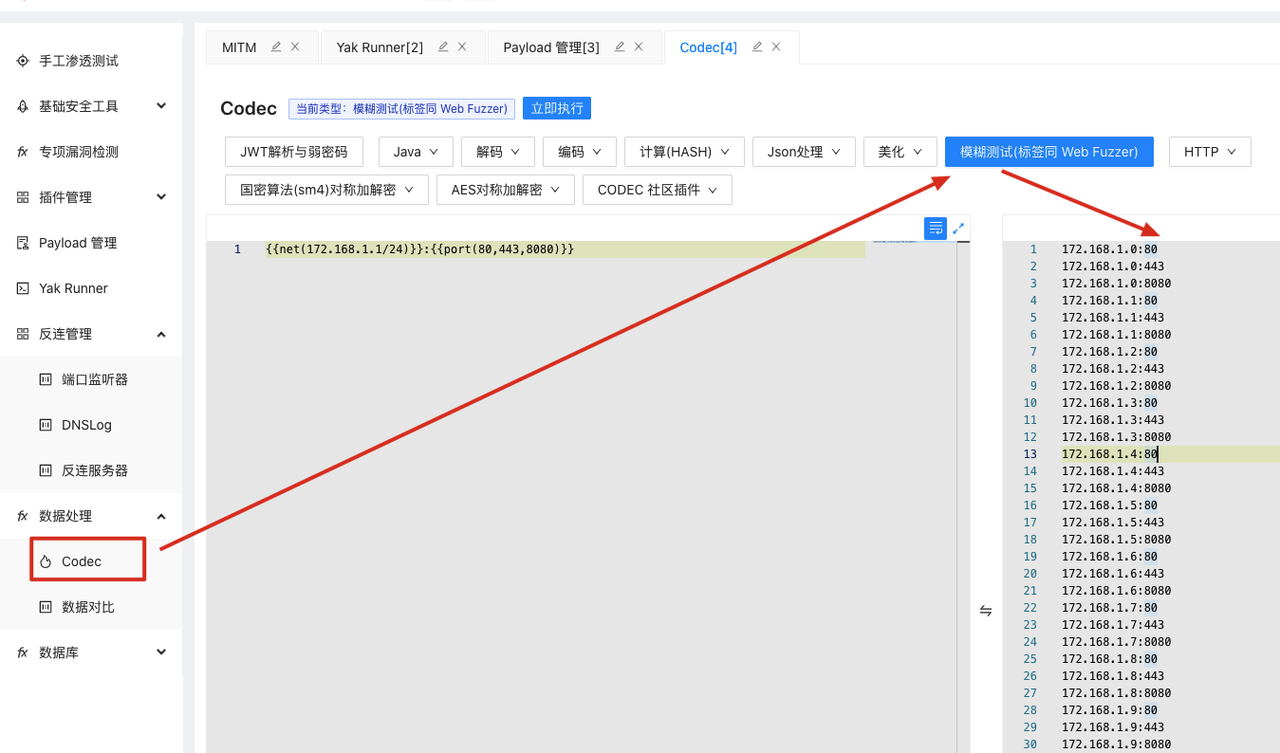 手工渗透测试
基础安全工具
专项漏洞检测
插件管理
Payload 管理
Yak Runner
反连管理
端口监听器
DNSLog
反连服务器
数据处理
Codec
数据对比
数据库
MITM
Yak Runner[2]
Payload 管理[3]
Codec[4]
Codec 当前类型：模糊测试(标签同 Web Fuzzer) 立即执行
JWT解析与弱密码 Java 解码 编码 计算(HASH) Json处理 美化 模糊测试(标签同 Web Fuzzer) HTTP
国密算法(sm4)对称加解密 AES对称加解密 CODEC 社区插件
1 {{net(172.168.1.1/24)}}:{{port(80,443,8080)}}
1 172.168.1.0:80
2 172.168.1.0:443
3 172.168.1.0:8080
4 172.168.1.1:80
5 172.168.1.1:443
6 172.168.1.1:8080
7 172.168.1.2:80
8 172.168.1.2:443
9 172.168.1.2:8080
10 172.168.1.3:80
11 172.168.1.3:443
12 172.168.1.3:8080
13 172.168.1.4:80
14 172.168.1.4:443
15 172.168.1.4:8080
16 172.168.1.5:80
17 172.168.1.5:443
18 172.168.1.5:8080
19 172.168.1.6:80
20 172.168.1.6:443
21 172.168.1.6:8080
22 172.168.1.7:80
23 172.168.1.7:443
24 172.168.1.7:8080
25 172.168.1.8:80
26 172.168.1.8:443
27 172.168.1.8:8080
28 172.168.1.9:80
29 172.168.1.9:443
30 172.168.1.9:8080